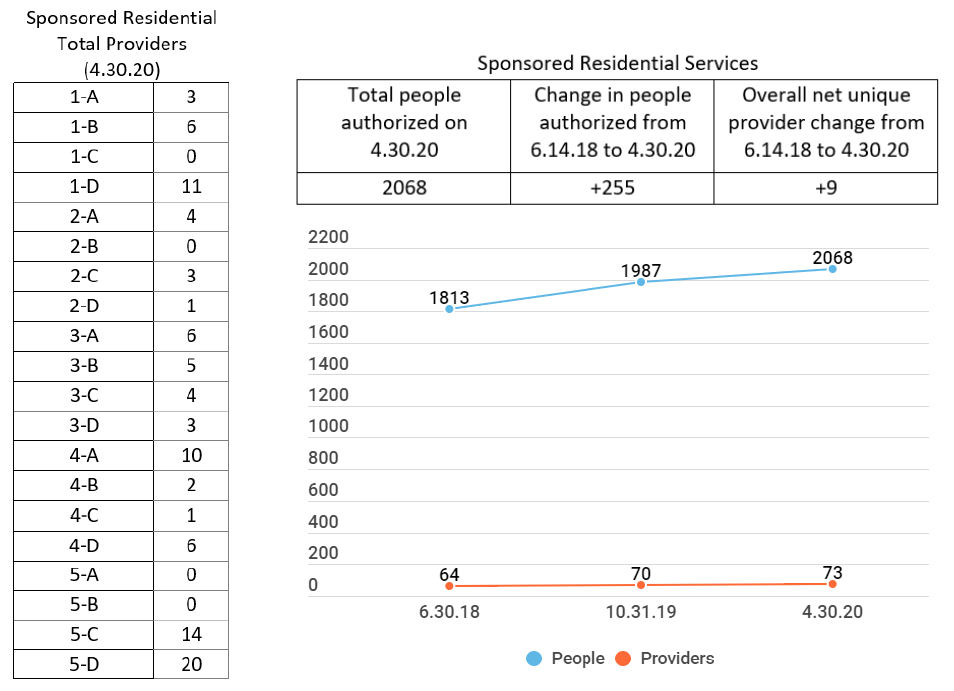 Sponsored Residential
Total Providers
(4.30.20)
1-A 3
1-B 6
1-C 0
1-D 11
2-A 4
2-B 0
2-C 3
2-D 1
3-A 6
3-B 5
3-C 4
3-D 3
4-A 10
4-B 2
4-C 1
4-D 6
5-A 0
5-B 0
5-C 14
5-D 20
Sponsored Residential Services
Total people
authorized on
4.30.20
Change in people
authorized from
6.14.18 to 4.30.20
Overall net unique
provider change from
6.14.18 to 4.30.20
2068 +255 +9
2200
2000
1800
1600
1400
1200
1000
800
600
400
200
0
1813 1987 2068
64 70 73
6.30.18 10.31.19 4.30.20
People Providers